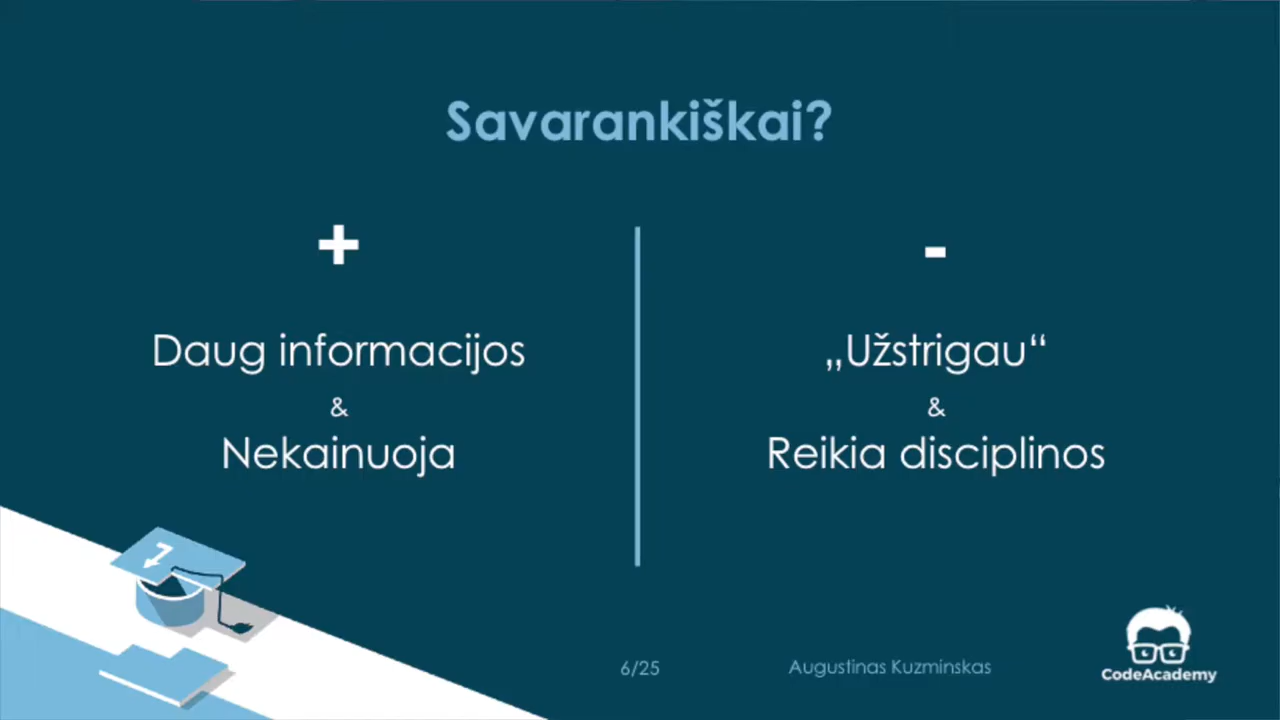 Savarankiškai?
+
Daug informacijos
&
Nekainuoja
-
„Užstrigau“
&
Reikia disciplinos
6/25
Augustinas Kuzminskas
CodeAcademy